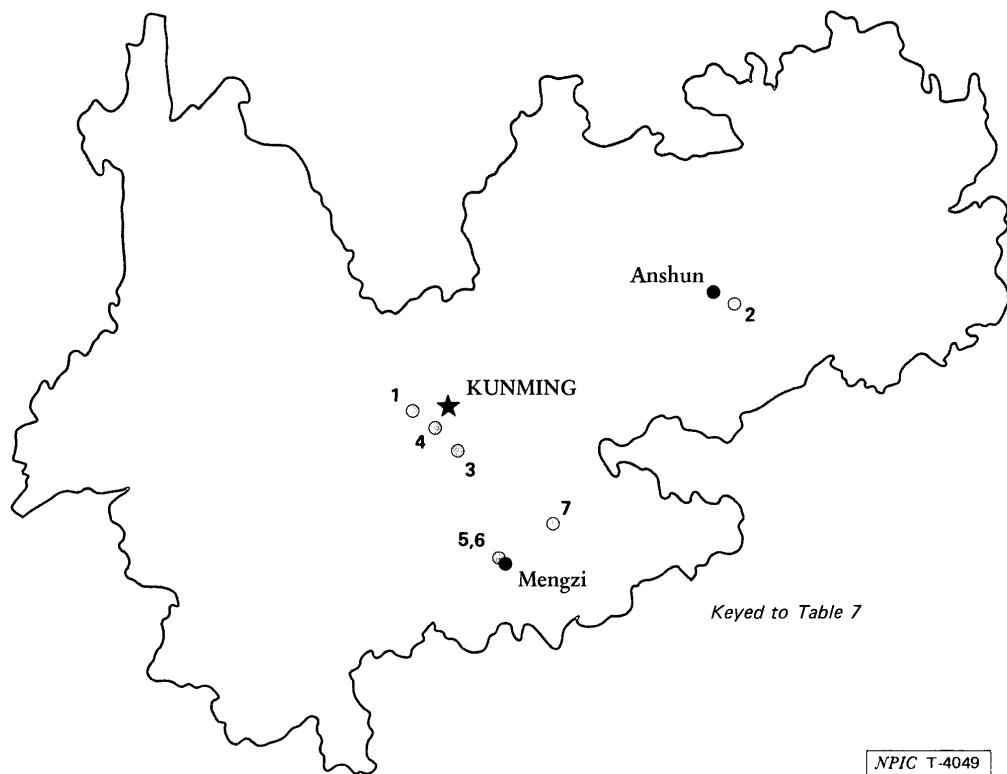 Anshun
2
1
KUNMING
4
3
7
5,6
Mengzi
Keyed to Table 7
NPIC T-4049